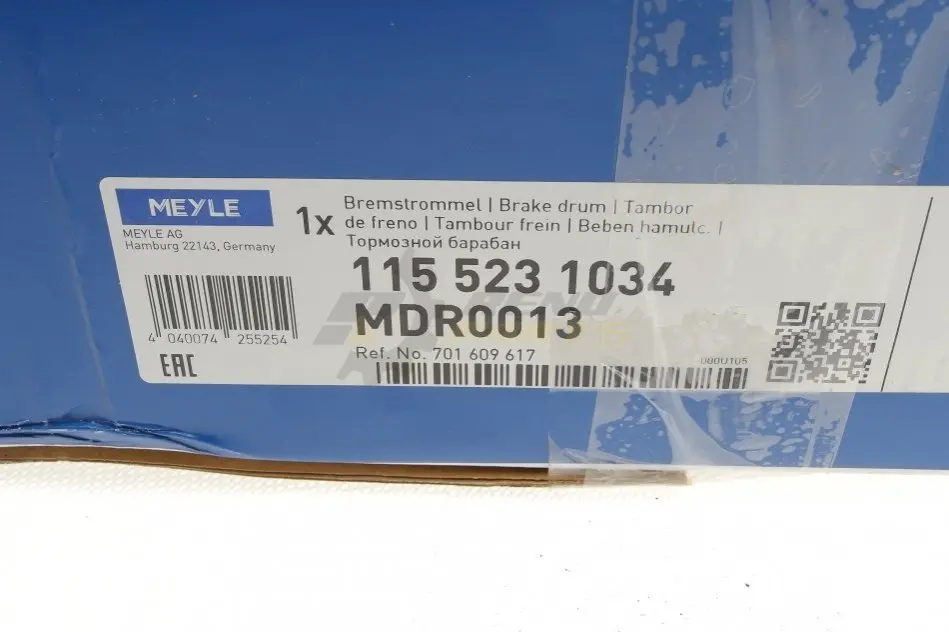 MEYLE
MEYLE AG
Hamburg 22143, Germany
1x
Bremstrommel | Brake drum | Tambor
de freno | Tambour frein | Beben hamulc. |
Тормозной барабан
115 523 1034
MDR0013
Ref. No. 701 609 617
4 040074 255254
EAC